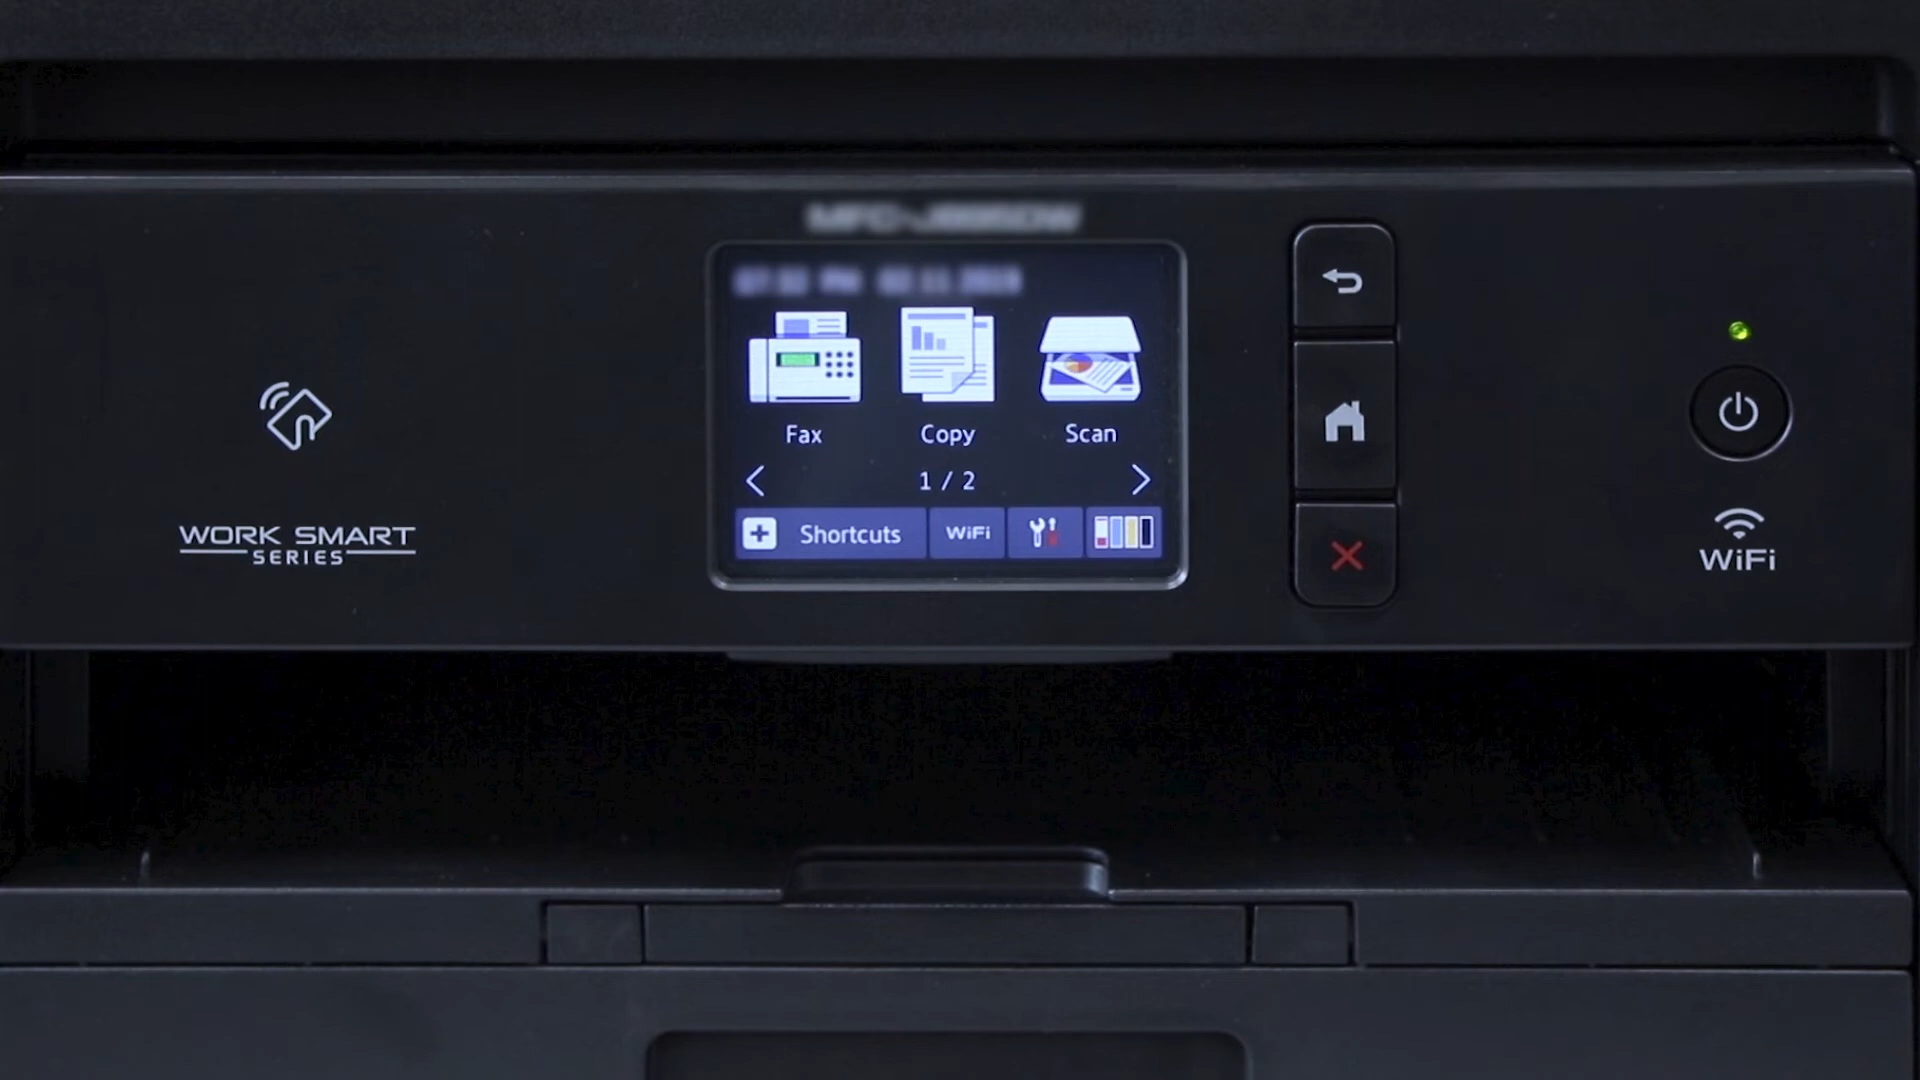 Fax Copy Scan
1 / 2
Shortcuts WiFi
WORK SMART
SERIES
WiFi